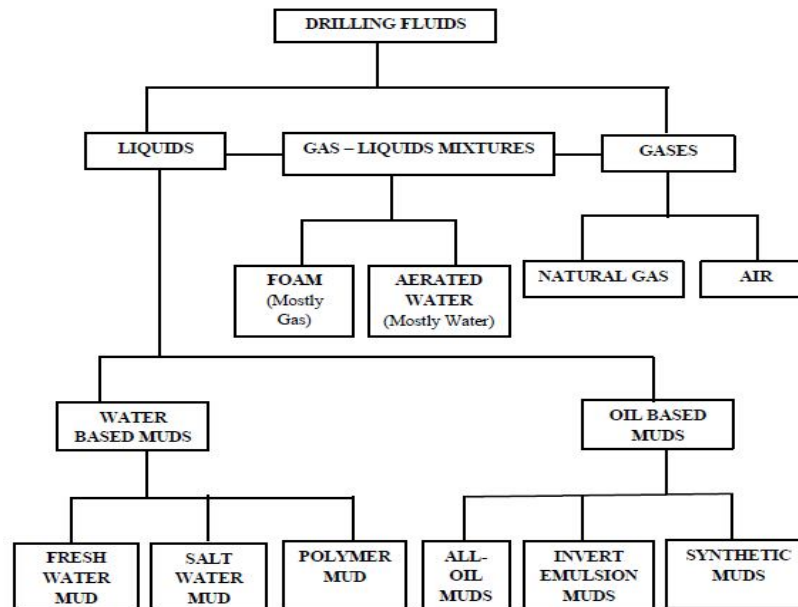 DRILLING FLUIDS
LIQUIDS
GAS – LIQUIDS MIXTURES
GASES
FOAM
(Mostly
Gas)
AERATED
WATER
(Mostly Water)
NATURAL GAS
AIR
WATER
BASED MUDS
OIL BASED
MUDS
FRESH
WATER
MUD
SALT
WATER
MUD
POLYMER
MUD
ALL-
OIL
MUDS
INVERT
EMULSION
MUDS
SYNTHETIC
MUDS